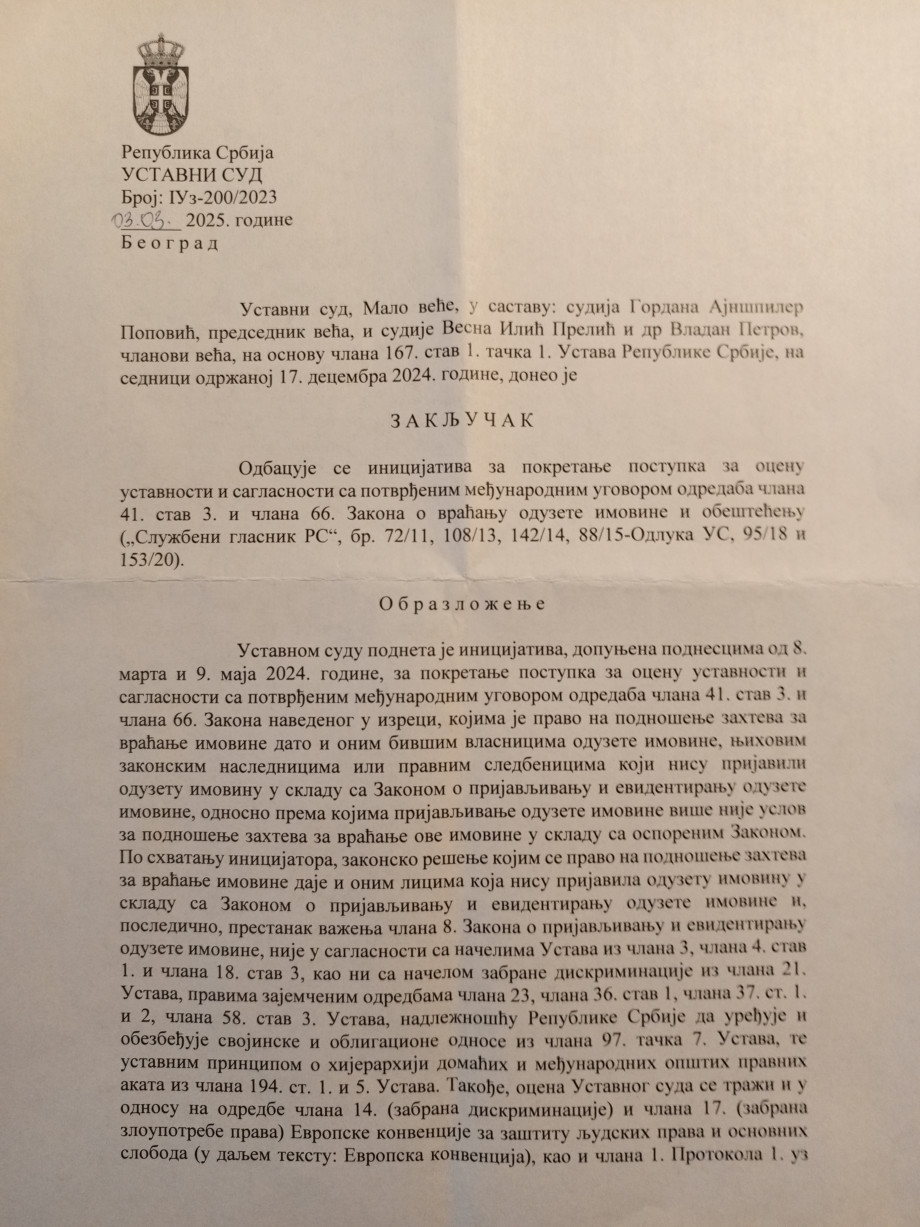 Република Србија
УСТАВНИ СУД
Број: IУз-200/2023
03.03. 2025. године
Б е о г р а д
Уставни суд, Мало веће, у саставу: судија Гордана Ајншпилер
Поповић, председник већа, и судије Весна Илић Прелић и др Владан Петров,
чланови већа, на основу члана 167. став 1. тачка 1. Устава Републике Србије, на
седници одржаној 17. децембра 2024. године, донео је
З А К Љ У Ч А К
Одбацује се иницијатива за покретање поступка за оцену
уставности и сагласности са потврђеним међународним уговором одредаба члана
41. став 3. и члана 66. Закона о враћању одузете имовине и обештећењу
(„Службени гласник РС“, бр. 72/11, 108/13, 142/14, 88/15-Одлука УС, 95/18 и
153/20).
О б р а з л о ж е њ е
Уставном суду поднета је иницијатива, допуњена поднесцима од 8.
марта и 9. маја 2024. године, за покретање поступка за оцену уставности и
сагласности са потврђеним међународним уговором одредаба члана 41. став 3. и
члана 66. Закона наведеног у изреци, којима је право на подношење захтева за
враћање имовине дато и оним бившим власницима одузете имовине, њиховим
законским наследницима или правним следбеницима који нису пријавили
одузету имовину у складу са Законом о пријављивању и евидентирању одузете
имовине, односно према којима пријављивање одузете имовине више није услов
за подношење захтева за враћање ове имовине у складу са оспореним Законом.
По схватању иницијатора, законско решење којим се право на подношење захтева
за враћање имовине даје и оним лицима која нису пријавила одузету имовину у
складу са Законом о пријављивању и евидентирању одузете имовине и,
последично, престанак важења члана 8. Закона о пријављивању и евидентирању
одузете имовине, није у сагласности са начелима Устава из члана 3, члана 4. став
1. и члана 18. став 3, као ни са начелом забране дискриминације из члана 21.
Устава, правима зајемченим одредбама члана 23, члана 36. став 1, члана 37. ст. 1.
и 2, члана 58. став 3. Устава, надлежношћу Републике Србије да уређује и
обезбеђује својинске и облигационе односе из члана 97. тачка 7. Устава, те
уставним принципом о хијерархији домаћих и међународних општих правних
аката из члана 194. ст. 1. и 5. Устава. Такође, оцена Уставног суда се тражи и у
односу на одредбе члана 14. (забрана дискриминације) и члана 17. (забрана
злоупотребе права) Европске конвенције за заштиту људских права и основних
слобода (у даљем тексту: Европска конвенција), као и члана 1. Протокола 1. уз